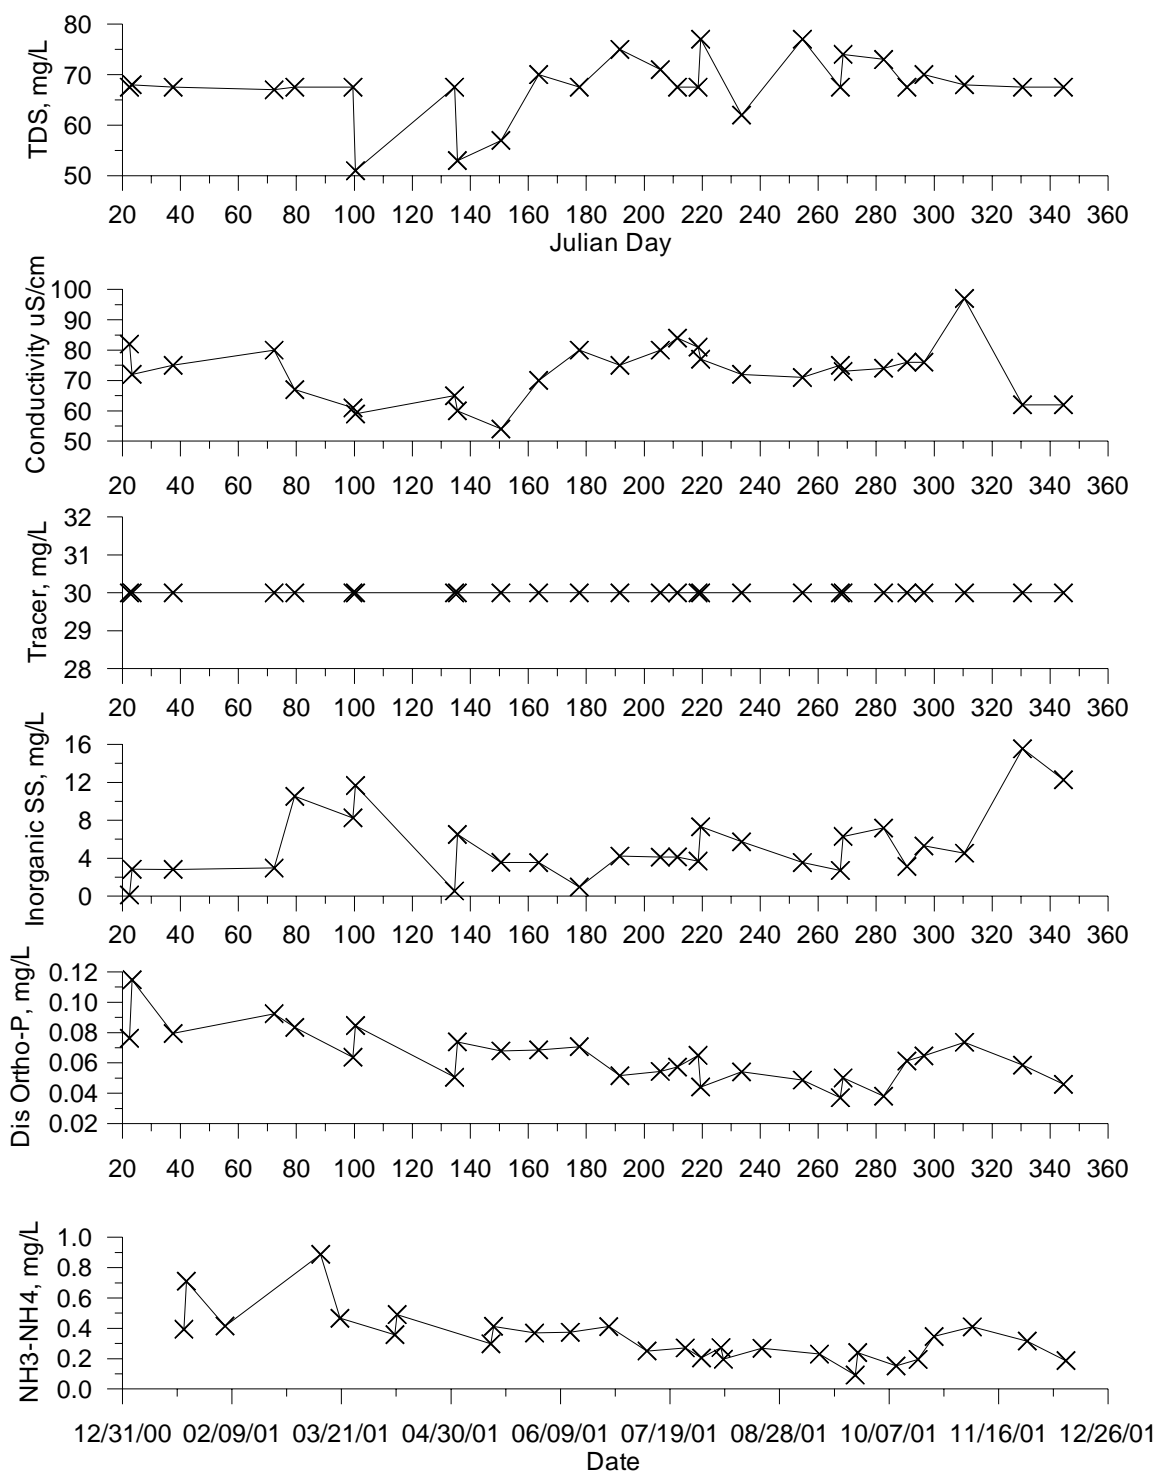 80
70
60
50
TDS, mg/L
20 40 60 80 100 120 140 160 180 200 220 240 260 280 300 320 340 360
Julian Day
100
90
80
70
60
50
Conductivity uS/cm
20 40 60 80 100 120 140 160 180 200 220 240 260 280 300 320 340 360
32
31
30
29
28
Tracer, mg/L
20 40 60 80 100 120 140 160 180 200 220 240 260 280 300 320 340 360
16
12
8
4
0
Inorganic SS, mg/L
20 40 60 80 100 120 140 160 180 200 220 240 260 280 300 320 340 360
0.12
0.10
0.08
0.06
0.04
0.02
Dis Ortho-P, mg/L
20 40 60 80 100 120 140 160 180 200 220 240 260 280 300 320 340 360
1.0
0.8
0.6
0.4
0.2
0.0
NH3-NH4, mg/L
12/31/00 02/09/01 03/21/01 04/30/01 06/09/01 07/19/01 08/28/01 10/07/01 11/16/01 12/26/01
Date